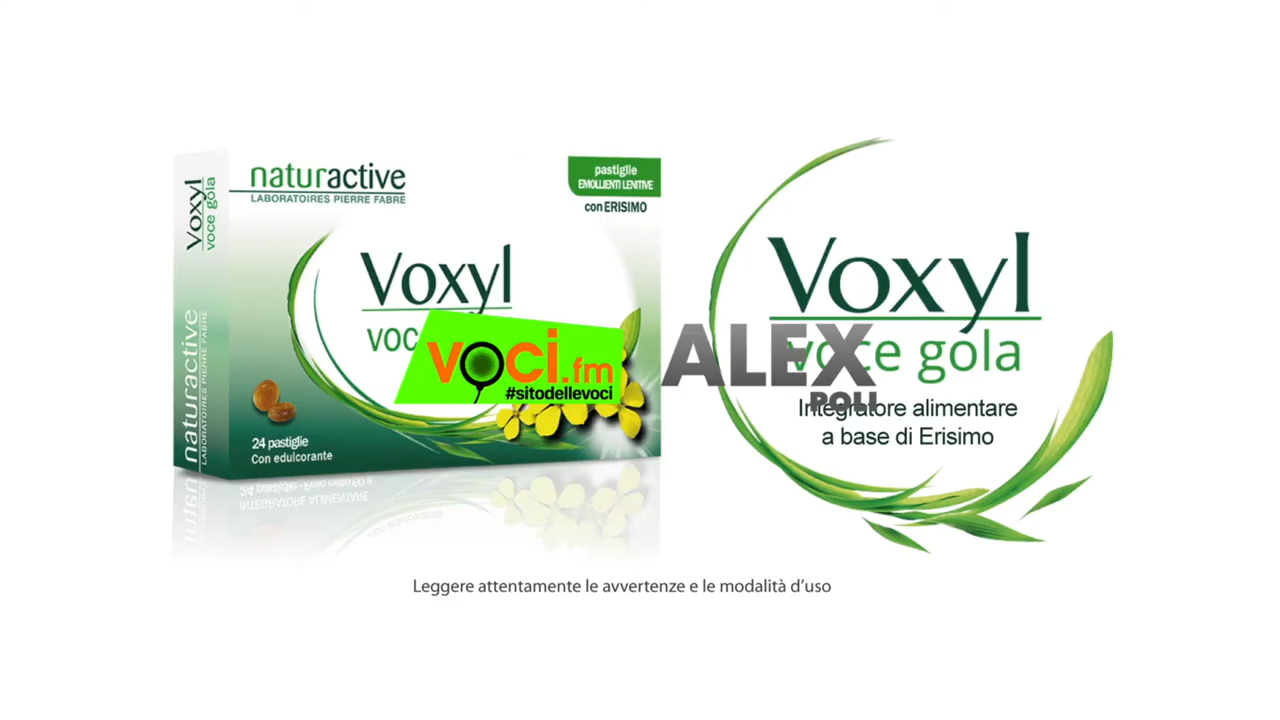 Voxyl
voce gola
naturactive
LABORATOIRES PIERRE FABRE
naturactive
LABORATOIRES PIERRE FABRE
pastiglie
EMOLLIENTI LENITIVE
con ERISIMO
Voxyl
VOCI.fm
#sitodellevoci
24 pastiglie
Con edulcorante
Voxyl
voce gola
ALEX
POLI
Integratore alimentare
a base di Erisimo
Leggere attentamente le avvertenze e le modalità d’uso